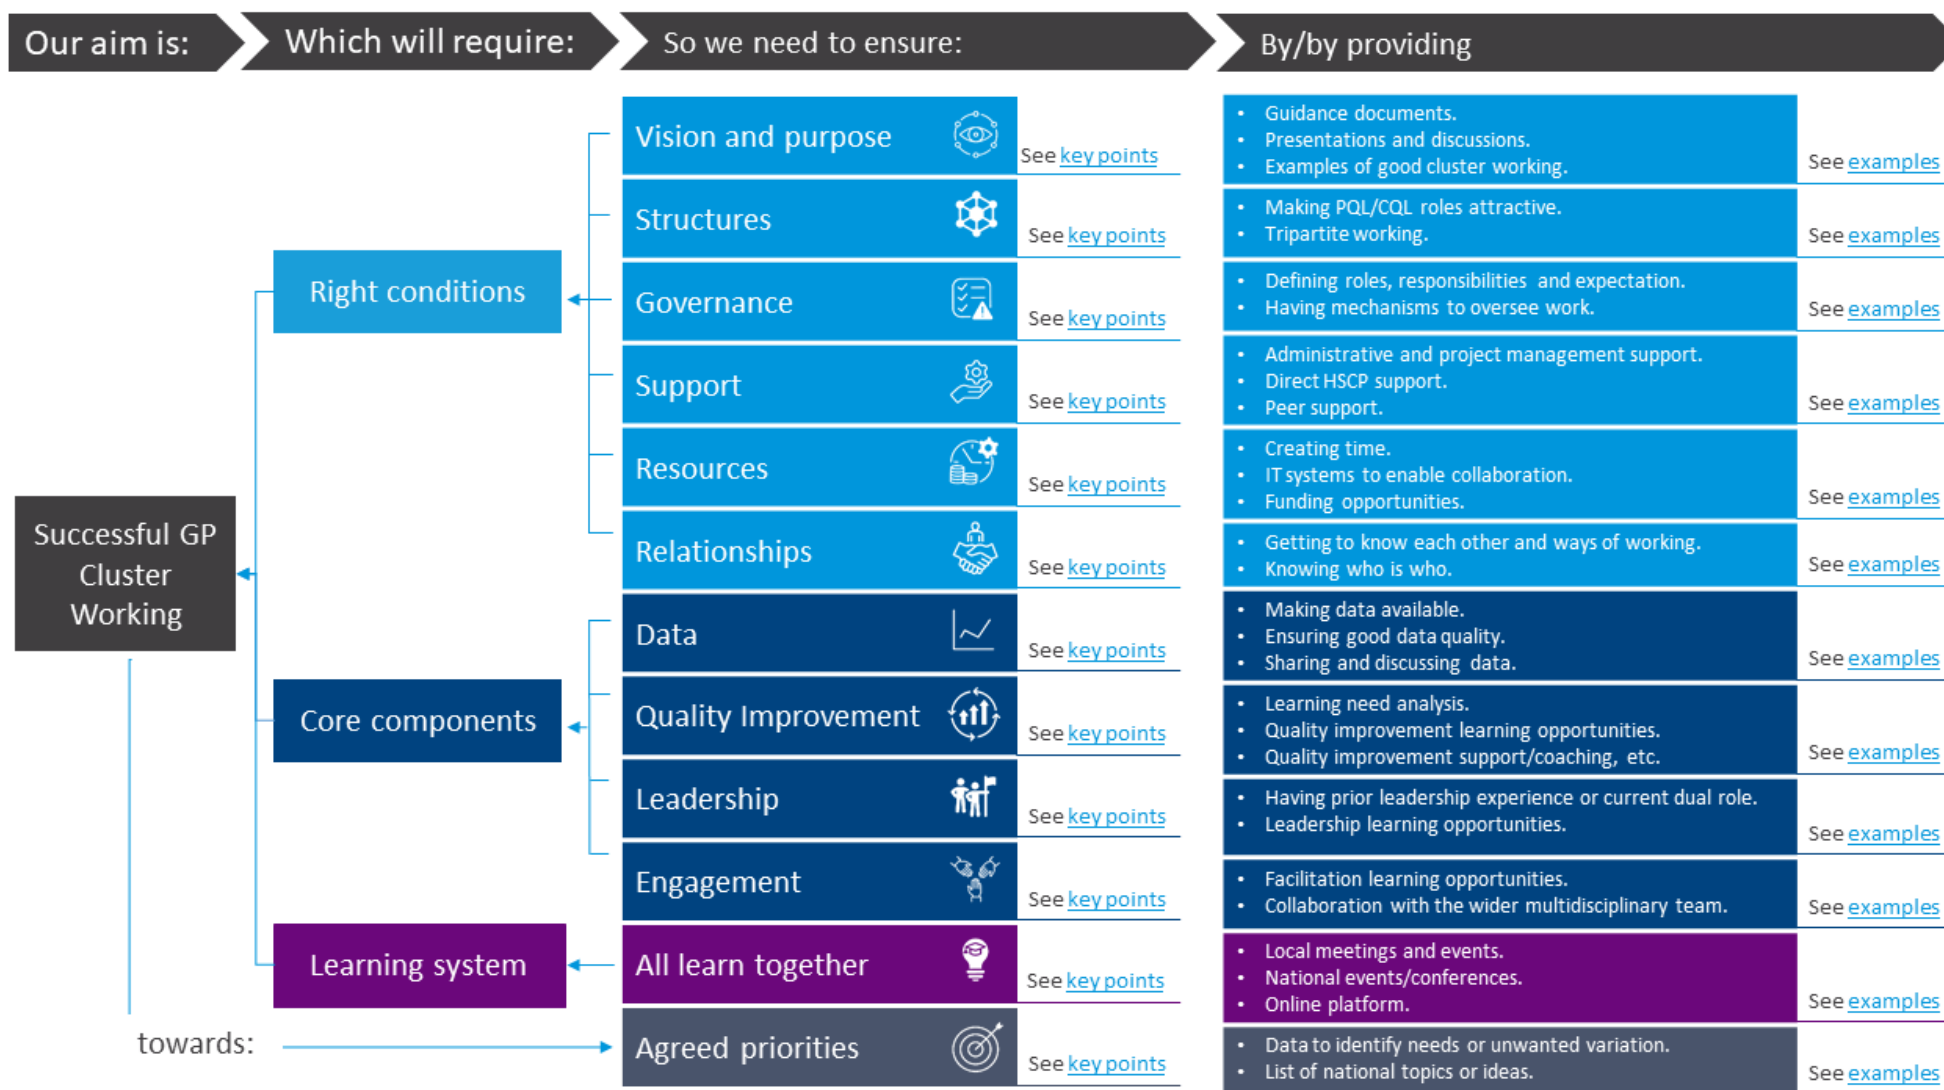 Our aim is:
Which will require:
So we need to ensure:
By/by providing
Vision and purpose
See key points
• Guidance documents.
• Presentations and discussions.
• Examples of good cluster working.
See examples
Structures
See key points
• Making PQL/CQL roles attractive.
• Tripartite working.
See examples
Right conditions
Governance
See key points
• Defining roles, responsibilities and expectation.
• Having mechanisms to oversee work.
See examples
Support
See key points
• Administrative and project management support.
• Direct HSCP support.
• Peer support.
See examples
Resources
See key points
• Creating time.
• IT systems to enable collaboration.
• Funding opportunities.
See examples
Successful GP
Cluster
Working
Relationships
See key points
• Getting to know each other and ways of working.
• Knowing who is who.
See examples
Data
See key points
• Making data available.
• Ensuring good data quality.
• Sharing and discussing data.
See examples
Core components
Quality Improvement
See key points
• Learning need analysis.
• Quality improvement learning opportunities.
• Quality improvement support/coaching, etc.
See examples
Leadership
See key points
• Having prior leadership experience or current dual role.
• Leadership learning opportunities.
See examples
Engagement
See key points
• Facilitation learning opportunities.
• Collaboration with the wider multidisciplinary team.
See examples
Learning system
All learn together
See key points
• Local meetings and events.
• National events/conferences.
• Online platform.
See examples
towards:
Agreed priorities
See key points
• Data to identify needs or unwanted variation.
• List of national topics or ideas.
See examples